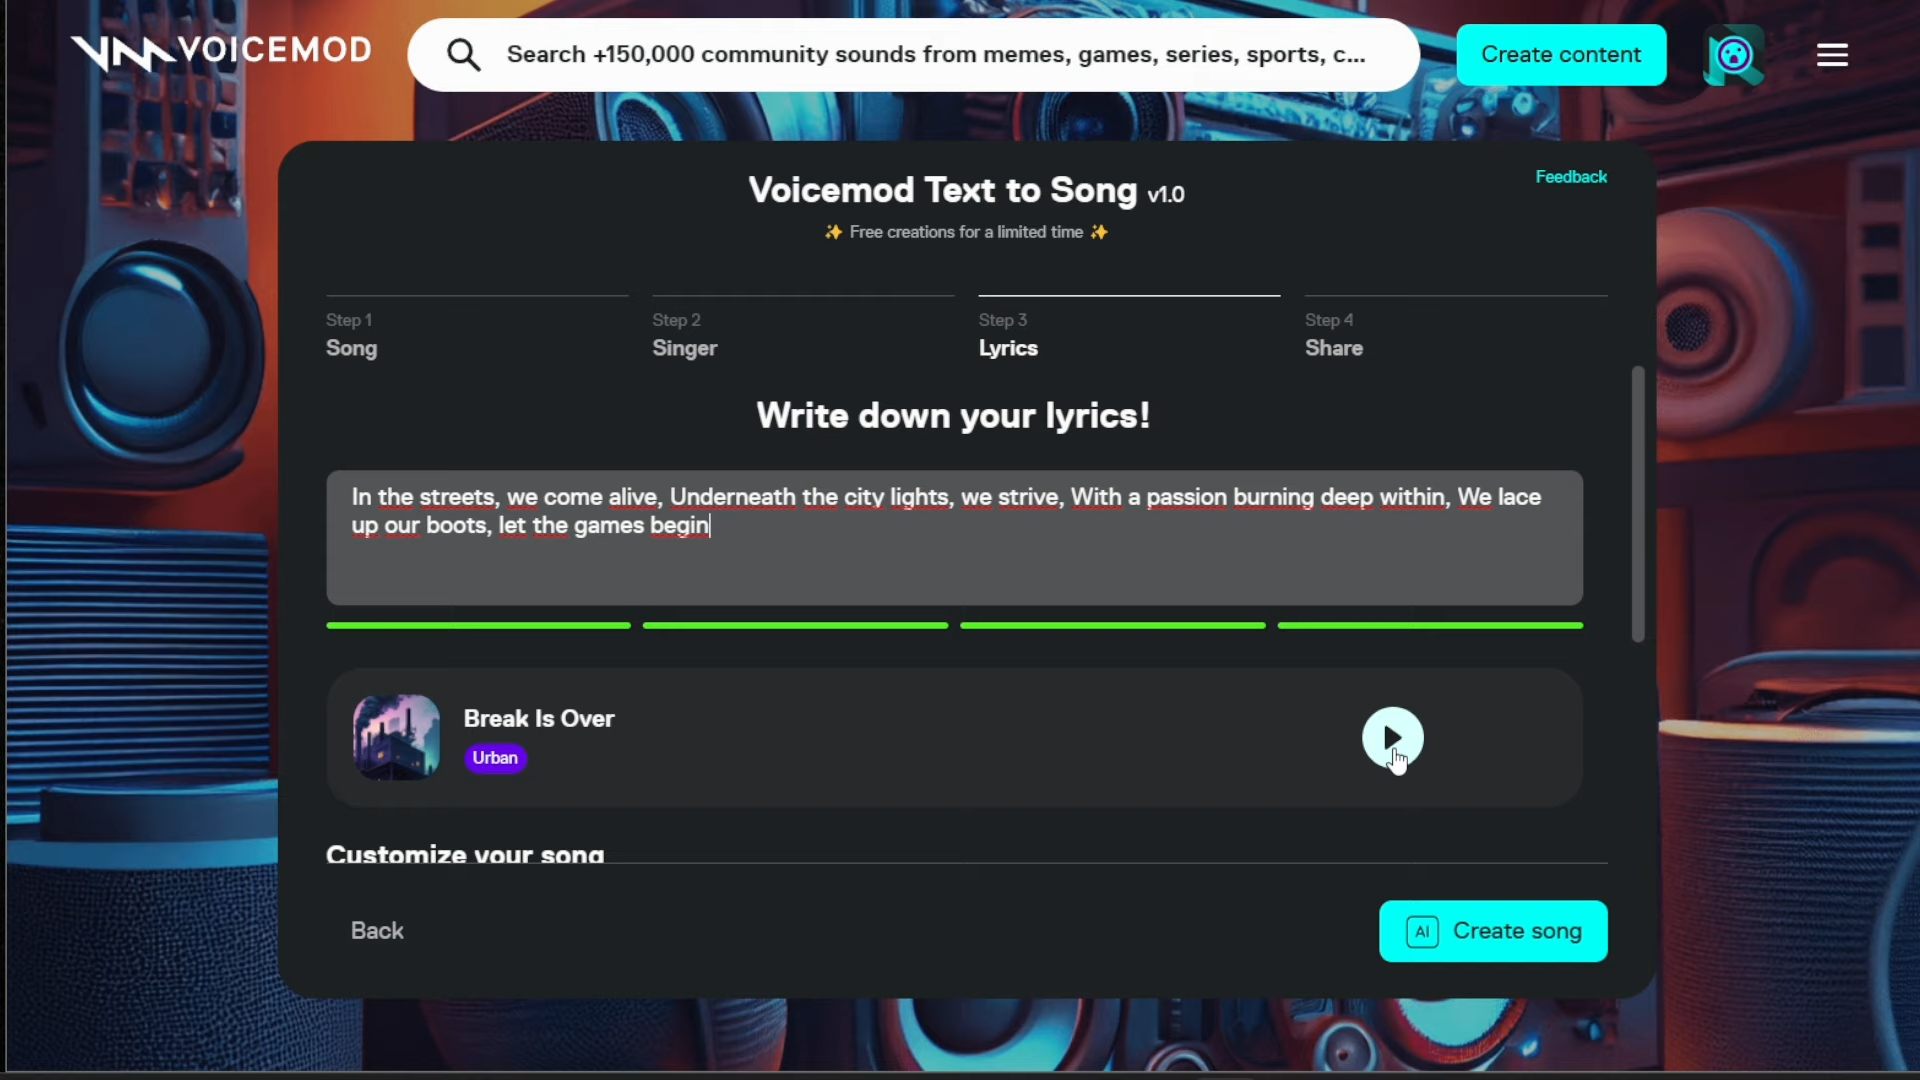 VOICEMOD
Search +150,000 community sounds from memes, games, series, sports, c...
Create content
Feedback
Voicemod Text to Song v1.0
✨ Free creations for a limited time ✨
Step 1
Song
Step 2
Singer
Step 3
Lyrics
Step 4
Share
Write down your lyrics!
In the streets, we come alive, Underneath the city lights, we strive, With a passion burning deep within, We lace
up our boots, let the games begin
Break Is Over
Urban
Customize your song
Back
AI Create song